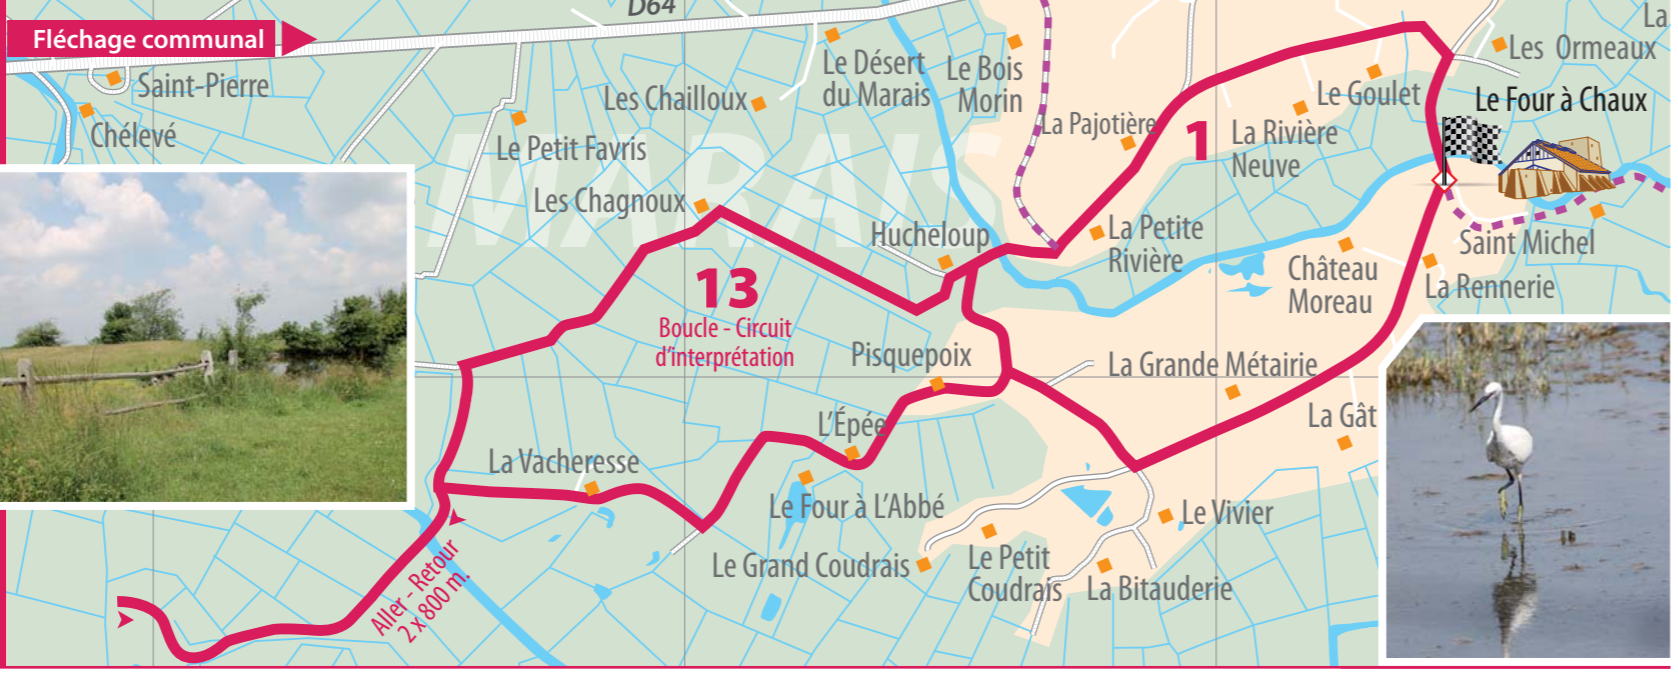 D64
Fléchage communal
La
Les Ormeaux
Saint-Pierre
Le Désert
du Marais
Le Bois
Morin
Les Chailloux
Le Goulet
Le Four à Chaux
Chélevé
La Pajotière
1
La Rivière
Neuve
Le Petit Favris
MARAIS
Les Chagnoux
Hucheloup
La Petite
Rivière
Saint Michel
Château
Moreau
La Rennerie
13
Boucle - Circuit
d'interprétation
Pisquepoix
La Grande Métairie
L'Épée
La Gât
La Vacheresse
Le Four à L'Abbé
Le Vivier
Le Grand Coudrais
Le Petit
Coudrais
La Bitauderie
Aller - Retour
2 x 800 m.